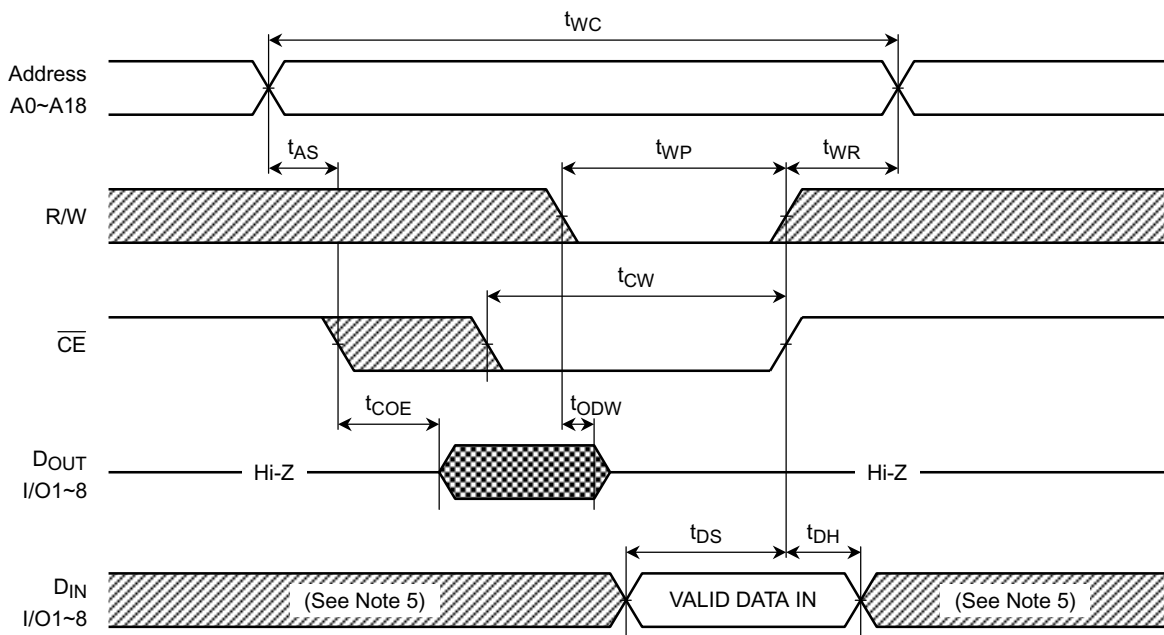 tWC
Address
A0~A18
tAS
tWP
tWR
R/W
tCW
CE
tCOE
tODW
DOUT
I/O1~8
Hi-Z
Hi-Z
tDS
tDH
DIN
I/O1~8
(See Note 5)
VALID DATA IN
(See Note 5)